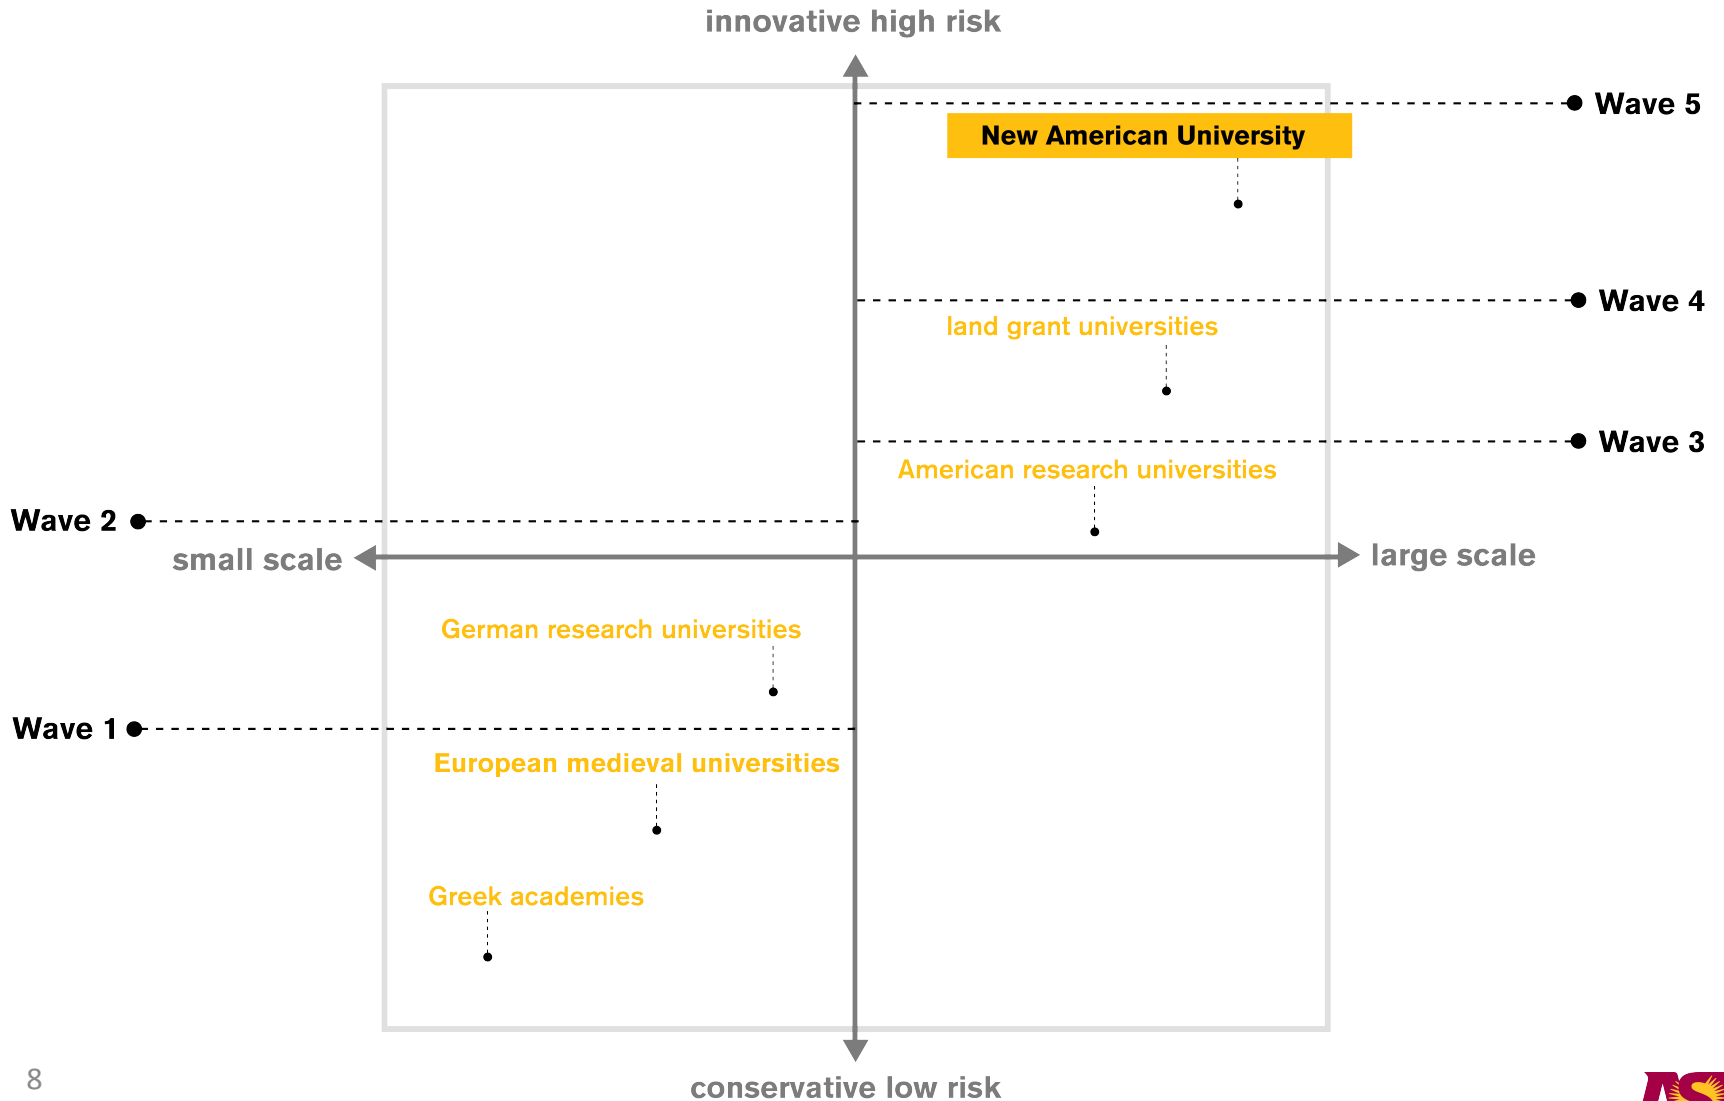 innovative high risk
Wave 5
New American University
Wave 4
land grant universities
Wave 3
American research universities
Wave 2
small scale
large scale
German research universities
Wave 1
European medieval universities
Greek academies
8
conservative low risk